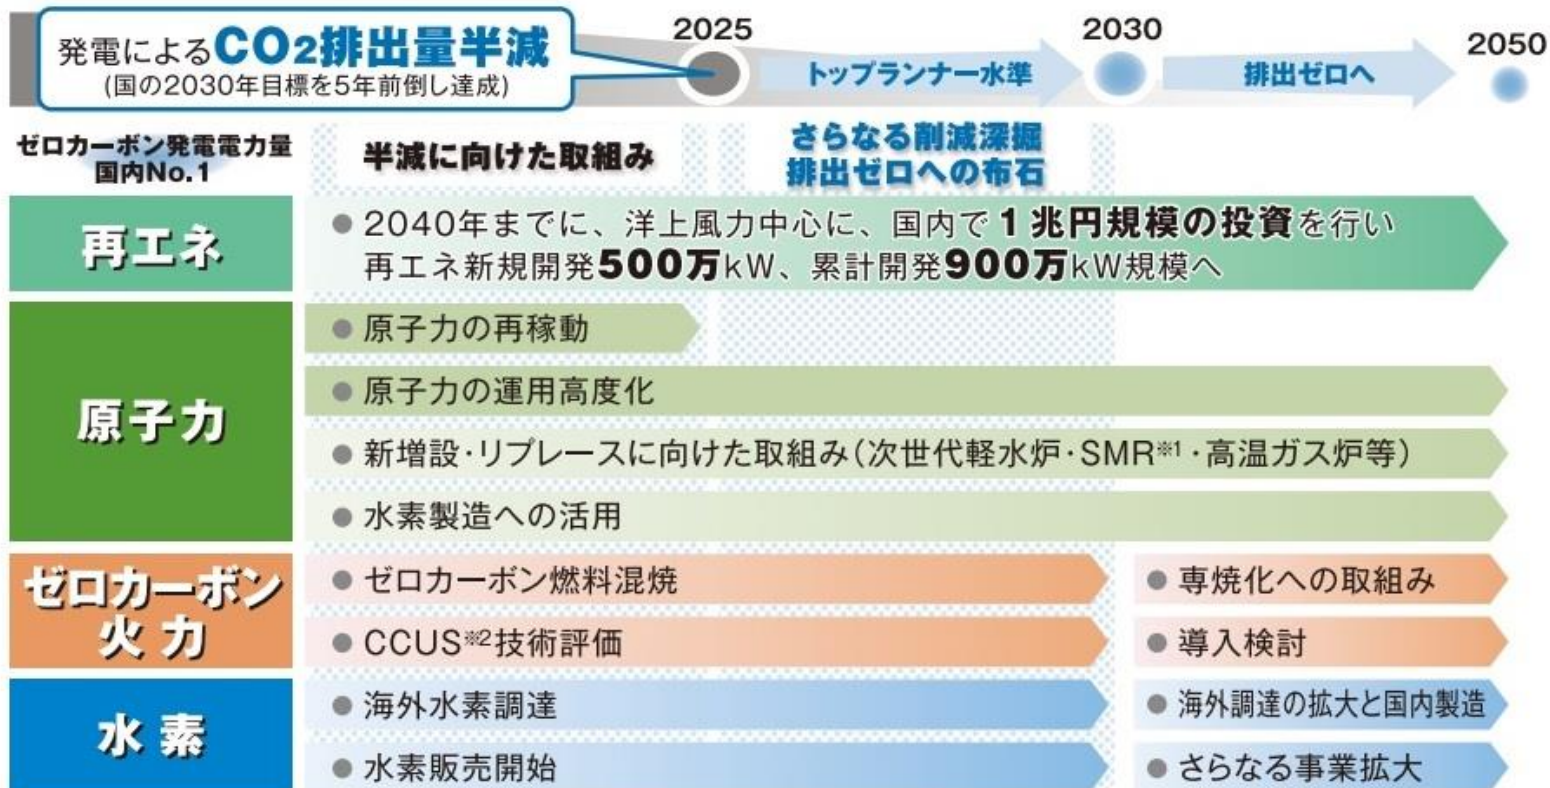 発電によるCO2排出量半減
(国の2030年目標を5年前倒し達成)
2025
トップランナー水準
2030
排出ゼロへ
2050
ゼロカーボン発電電力量
国内No.1
半減に向けた取組み
さらなる削減深掘
排出ゼロへの布石
再エネ
● 2040年までに、洋上風力中心に、国内で1兆円規模の投資を行い
再エネ新規開発500万kW、累計開発900万kW規模へ
原子力
● 原子力の再稼動
● 原子力の運用高度化
● 新増設・リプレースに向けた取組み(次世代軽水炉・SMR※1・高温ガス炉等)
● 水素製造への活用
ゼロカーボン
火力
● ゼロカーボン燃料混焼
● 専焼化への取組み
● CCUS※2技術評価
● 導入検討
水素
● 海外水素調達
● 海外調達の拡大と国内製造
● 水素販売開始
● さらなる事業拡大